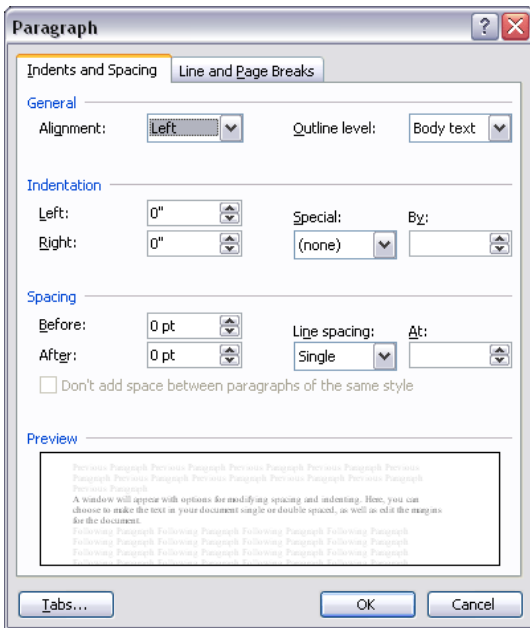 Paragraph
Indents and Spacing Line and Page Breaks
General
Alignment: Left Outline level: Body text
Indentation
Left: 0" Special: By:
Right: 0" (none)
Spacing
Before: 0 pt Line spacing: At:
After: 0 pt Single
Don't add space between paragraphs of the same style
Preview
Previous Paragraph Previous Paragraph Previous Paragraph Previous Paragraph Previous
Paragraph Previous Paragraph Previous Paragraph Previous Paragraph Previous Paragraph
Previous Paragraph
A window will appear with options for modifying spacing and indenting. Here, you can
choose to make the text in your document single or double spaced, as well as edit the margins
for the document.
Following Paragraph Following Paragraph Following Paragraph Following Paragraph
Following Paragraph Following Paragraph Following Paragraph Following Paragraph
Following Paragraph Following Paragraph Following Paragraph Following Paragraph
Following Paragraph Following Paragraph Following Paragraph Following Paragraph
Tabs... OK Cancel